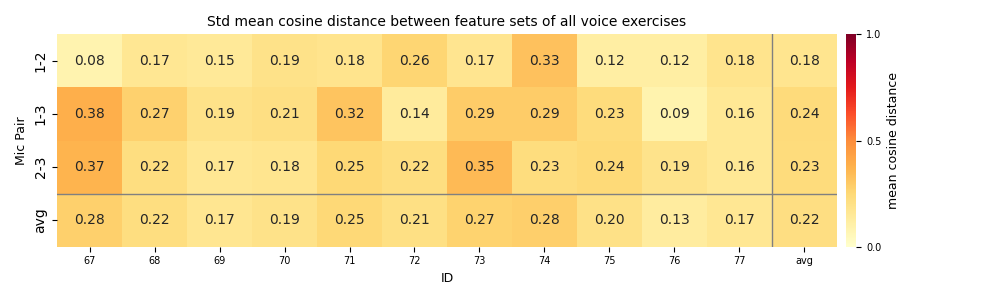 Std mean cosine distance between feature sets of all voice exercises
Mic Pair
1-2 0.08 0.17 0.15 0.19 0.18 0.26 0.17 0.33 0.12 0.12 0.18 0.18
1-3 0.38 0.27 0.19 0.21 0.32 0.14 0.29 0.29 0.23 0.09 0.16 0.24
2-3 0.37 0.22 0.17 0.18 0.25 0.22 0.35 0.23 0.24 0.19 0.16 0.23
avg 0.28 0.22 0.17 0.19 0.25 0.21 0.27 0.28 0.20 0.13 0.17 0.22
67 68 69 70 71 72 73 74 75 76 77 avg
ID
1.0
0.5
0.0
mean cosine distance